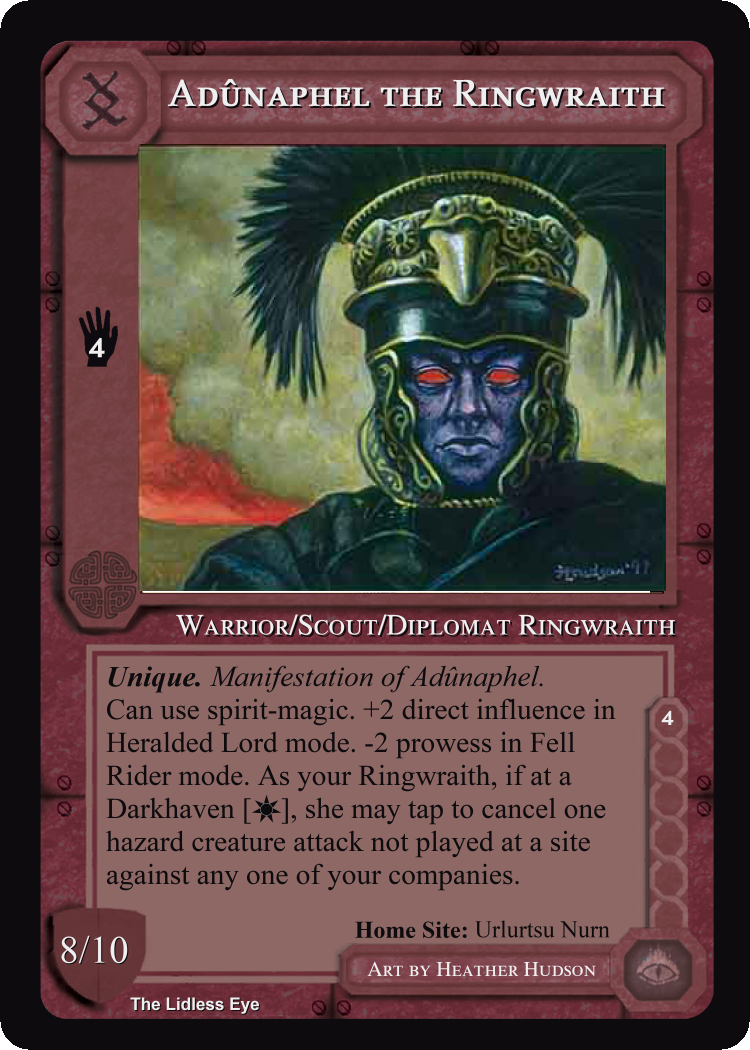 Adûnaphel the Ringwraith
4
Hudson '97
Warrior/Scout/Diplomat Ringwraith
Unique. Manifestation of Adûnaphel.
Can use spirit-magic. +2 direct influence in
Heralded Lord mode. -2 prowess in Fell
Rider mode. As your Ringwraith, if at a
Darkhaven [☀], she may tap to cancel one
hazard creature attack not played at a site
against any one of your companies.
4
Home Site: Urlurtsu Nurn
8/10
Art by Heather Hudson
The Lidless Eye